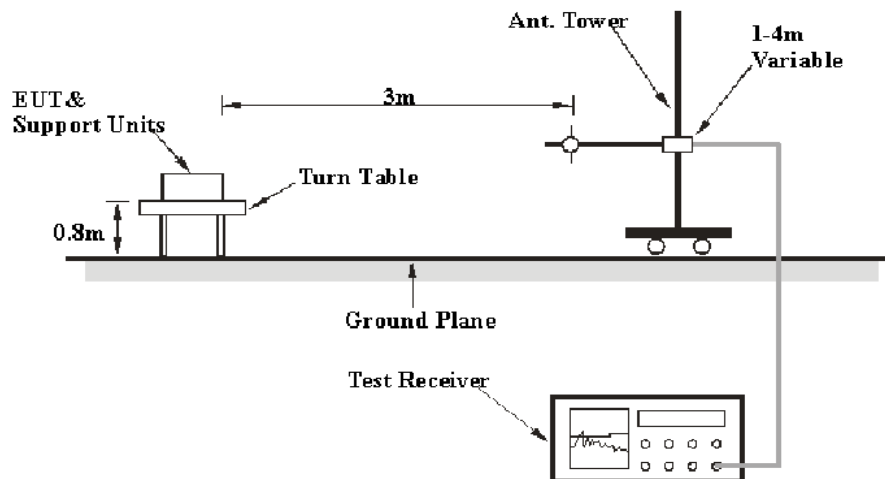 Ant. Tower
1-4m
Variable
3m
EUT&
Support Units
Turn Table
0.8m
Ground Plane
Test Receiver